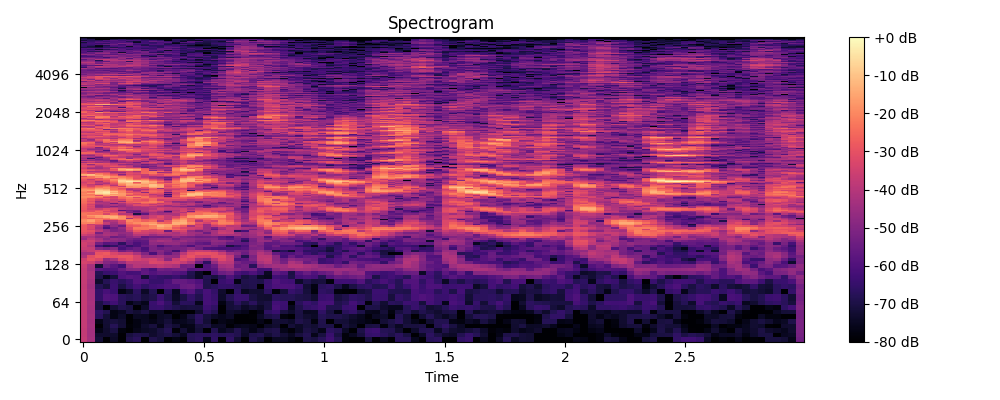 Spectrogram
Hz
4096
2048
1024
512
256
128
64
0
0
0.5
1
1.5
2
2.5
Time
+0 dB
-10 dB
-20 dB
-30 dB
-40 dB
-50 dB
-60 dB
-70 dB
-80 dB